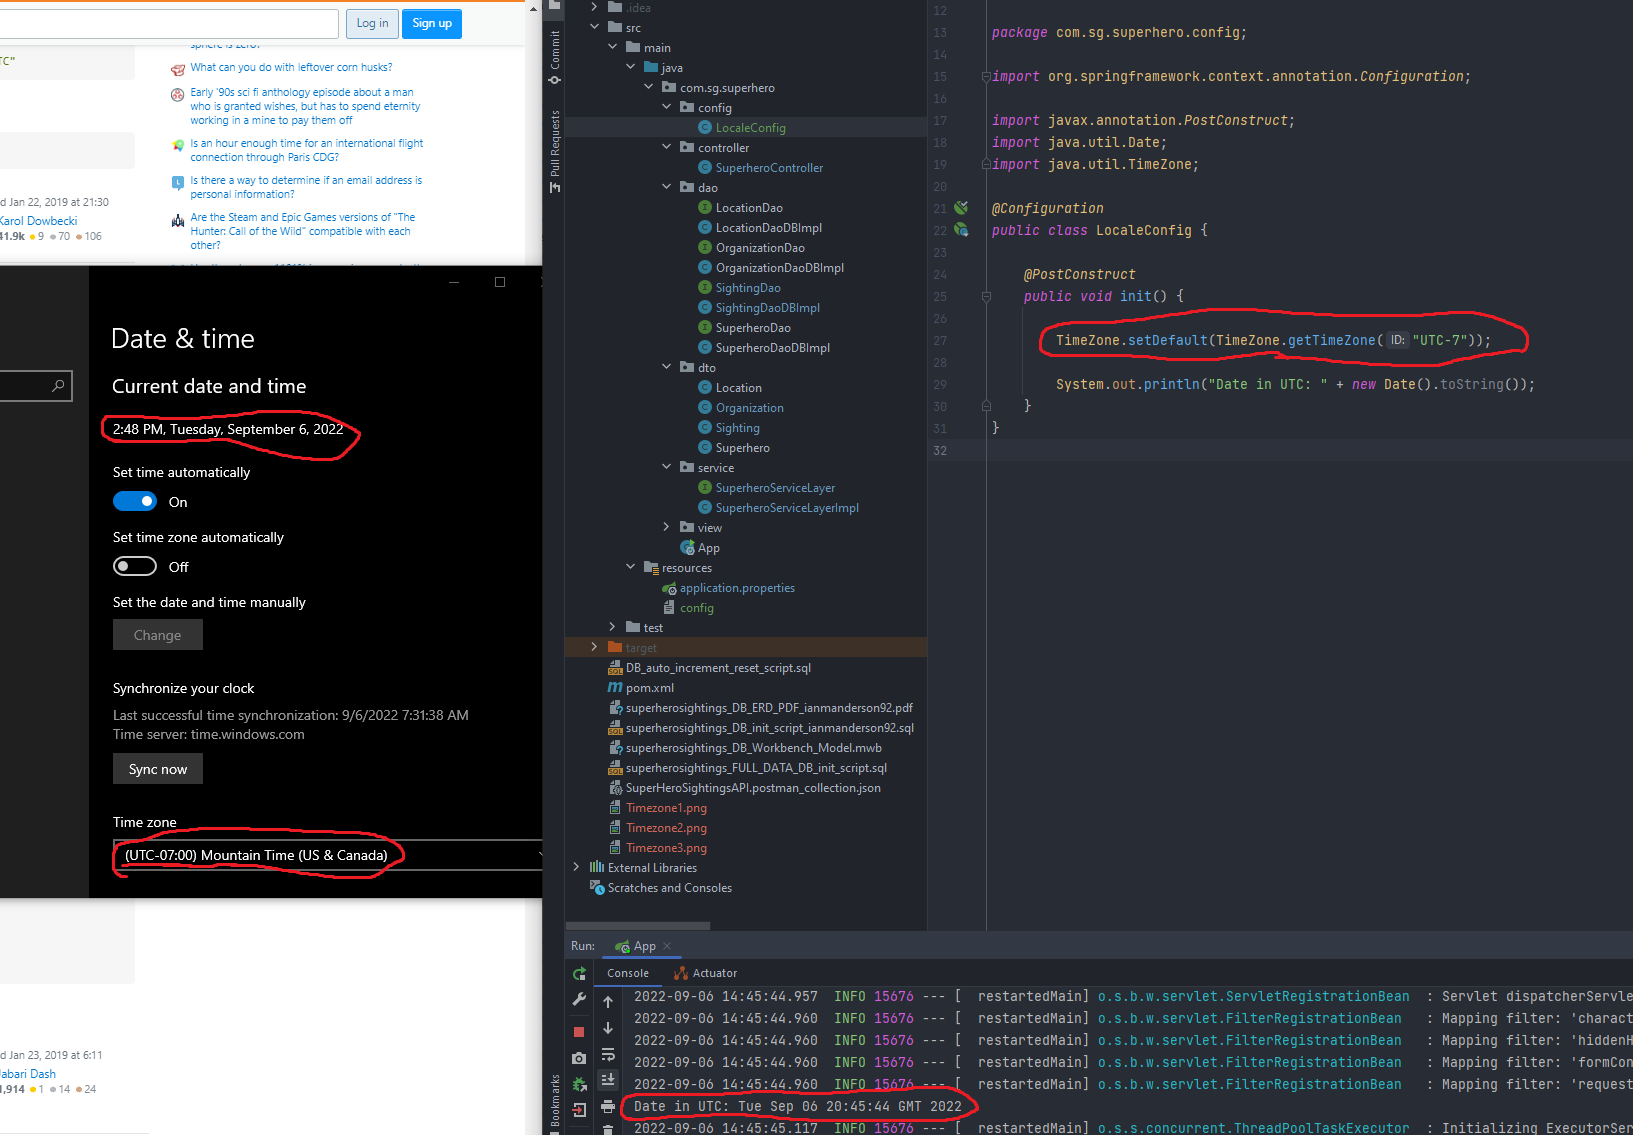 Log in
Sign up
sphere is zero?
TC"
What can you do with leftover corn husks?
Early '90s sci fi anthology episode about a man
who is granted wishes, but has to spend eternity
working in a mine to pay them off
Is an hour enough time for an international flight
connection through Paris CDG?
Is there a way to determine if an email address is
personal information?
d Jan 22, 2019 at 21:30
Karol Dowbecki
41.9k 9 70 106
Are the Steam and Epic Games versions of "The
Hunter: Call of the Wild" compatible with each
other?
Date & time
Current date and time
2:48 PM, Tuesday, September 6, 2022
Set time automatically
On
Set time zone automatically
Off
Set the date and time manually
Change
Synchronize your clock
Last successful time synchronization: 9/6/2022 7:31:38 AM
Time server: time.windows.com
Sync now
Time zone
(UTC-07:00) Mountain Time (US & Canada)
d Jan 23, 2019 at 6:11
Jabari Dash
1,914 1 14 24
Commit
Pull Requests
Bookmarks
.idea
src
main
java
com.sg.superhero
config
LocaleConfig
controller
SuperheroController
dao
LocationDao
LocationDaoDBImpl
OrganizationDao
OrganizationDaoDBImpl
SightingDao
SightingDaoDBImpl
SuperheroDao
SuperheroDaoDBImpl
dto
Location
Organization
Sighting
Superhero
service
SuperheroServiceLayer
SuperheroServiceLayerImpl
view
App
resources
application.properties
config
test
target
DB_auto_increment_reset_script.sql
pom.xml
superherosightings_DB_ERD_PDF_ianmanderson92.pdf
superherosightings_DB_init_script_ianmanderson92.sql
superherosightings_DB_Workbench_Model.mwb
superherosightings_FULL_DATA_DB_init_script.sql
SuperHeroSightingsAPI.postman_collection.json
Timezone1.png
Timezone2.png
Timezone3.png
External Libraries
Scratches and Consoles
12
13 package com.sg.superhero.config;
14
15 import org.springframework.context.annotation.Configuration;
16
17 import javax.annotation.PostConstruct;
18 import java.util.Date;
19 import java.util.TimeZone;
20
21 @Configuration
22 public class LocaleConfig {
23
24 @PostConstruct
25 public void init() {
26
27 TimeZone.setDefault(TimeZone.getTimeZone( ID: "UTC-7"));
28
29 System.out.println("Date in UTC: " + new Date().toString());
30 }
31 }
32
Run: App
Console Actuator
2022-09-06 14:45:44.957 INFO 15676 --- [ restartedMain] o.s.b.w.servlet.ServletRegistrationBean : Servlet dispatcherServle
2022-09-06 14:45:44.960 INFO 15676 --- [ restartedMain] o.s.b.w.servlet.FilterRegistrationBean : Mapping filter: 'charact
2022-09-06 14:45:44.960 INFO 15676 --- [ restartedMain] o.s.b.w.servlet.FilterRegistrationBean : Mapping filter: 'hiddenH
2022-09-06 14:45:44.960 INFO 15676 --- [ restartedMain] o.s.b.w.servlet.FilterRegistrationBean : Mapping filter: 'formCon
2022-09-06 14:45:44.960 INFO 15676 --- [ restartedMain] o.s.b.w.servlet.FilterRegistrationBean : Mapping filter: 'request
Date in UTC: Tue Sep 06 20:45:44 GMT 2022
2022-09-06 14:45:45.117 INFO 15676 --- [ restartedMain] o.s.s.concurrent.ThreadPoolTaskExecutor : Initializing ExecutorSer